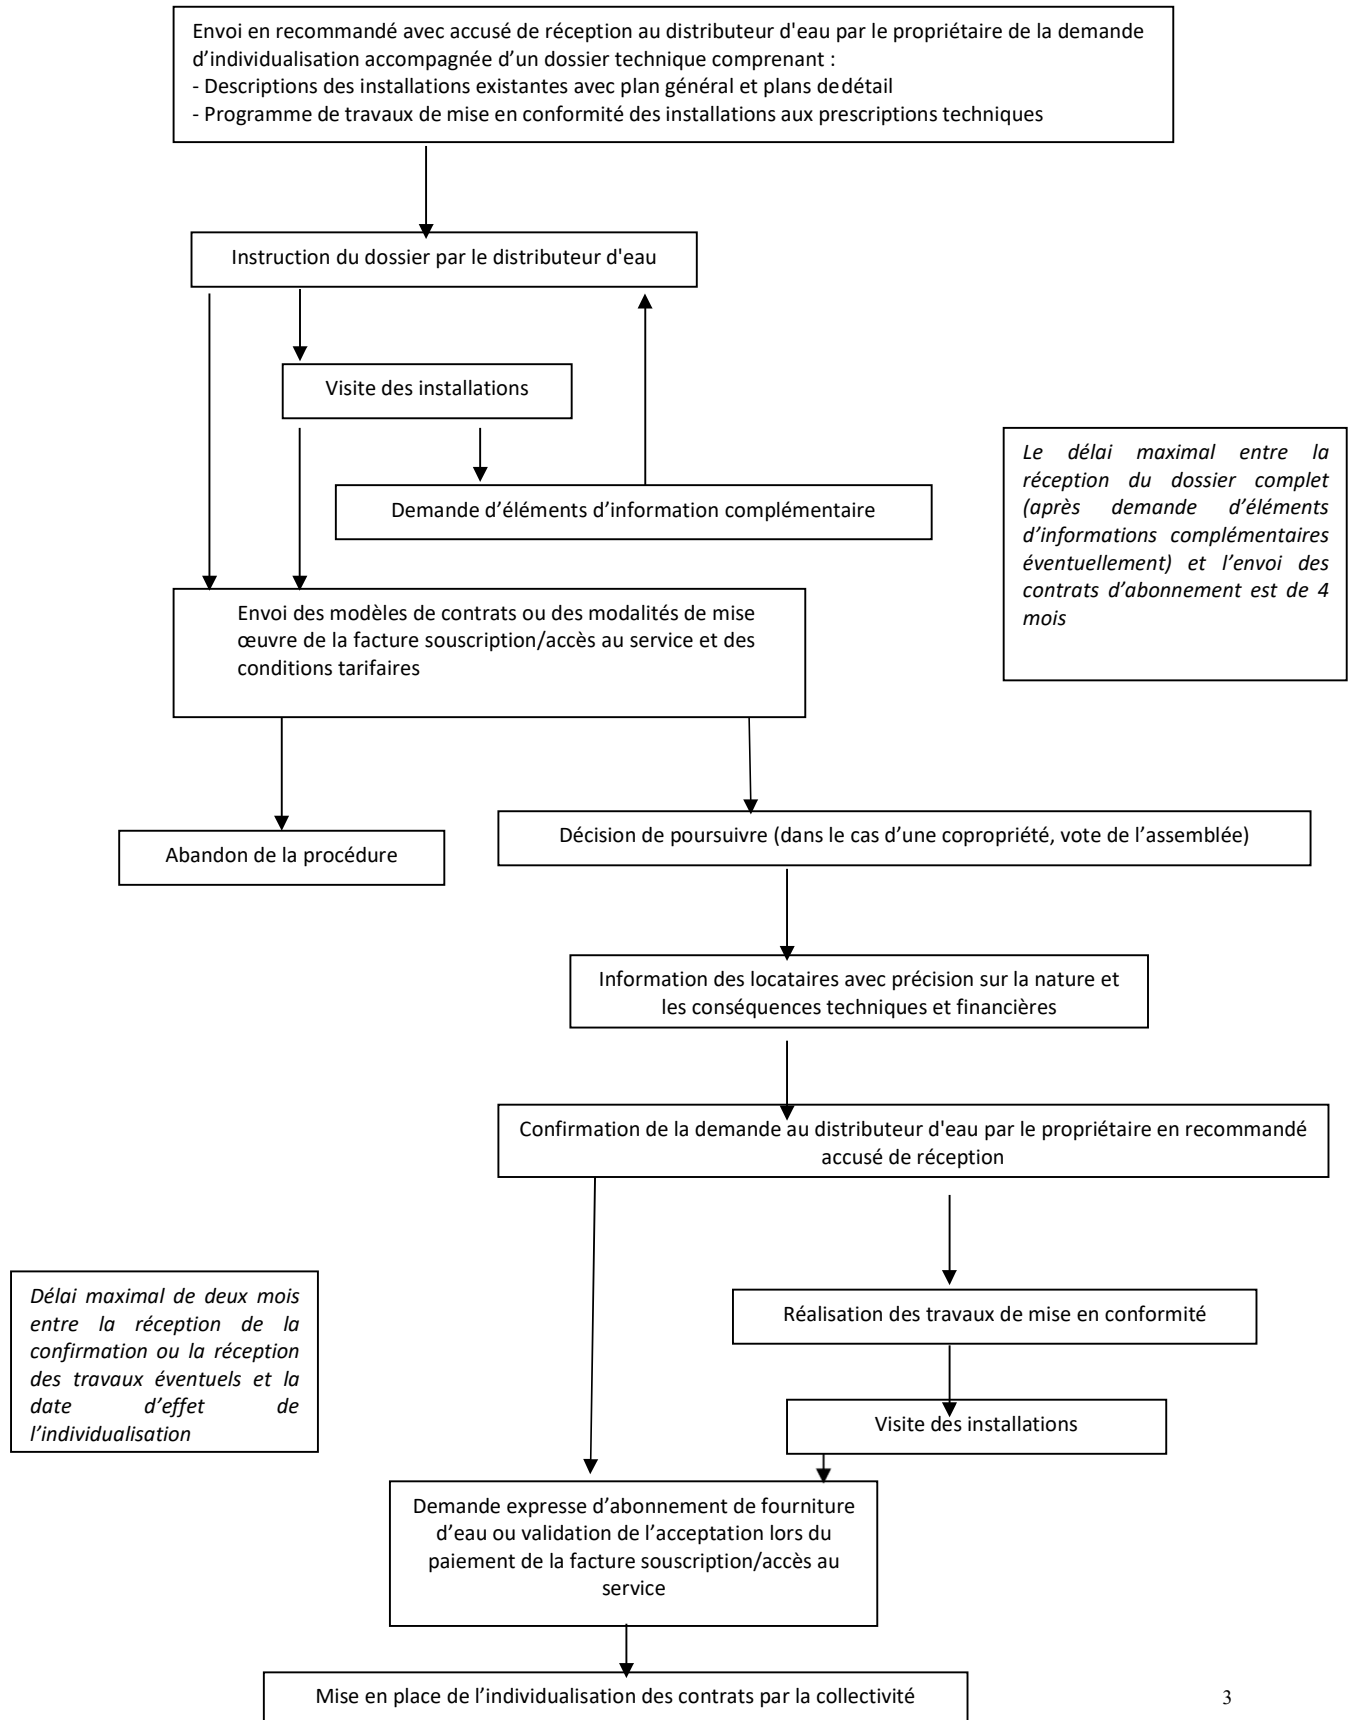 Envoi en recommandé avec accusé de réception au distributeur d'eau par le propriétaire de la demande
d’individualisation accompagnée d’un dossier technique comprenant :
- Descriptions des installations existantes avec plan général et plans dedétail
- Programme de travaux de mise en conformité des installations aux prescriptions techniques
Instruction du dossier par le distributeur d'eau
Visite des installations
Demande d’éléments d’information complémentaire
Le délai maximal entre la
réception du dossier complet
(après demande d’éléments
d’informations complémentaires
éventuellement) et l’envoi des
contrats d’abonnement est de 4
mois
Envoi des modèles de contrats ou des modalités de mise
œuvre de la facture souscription/accès au service et des
conditions tarifaires
Abandon de la procédure
Décision de poursuivre (dans le cas d’une copropriété, vote de l’assemblée)
Information des locataires avec précision sur la nature et
les conséquences techniques et financières
Confirmation de la demande au distributeur d'eau par le propriétaire en recommandé
accusé de réception
Délai maximal de deux mois
entre la réception de la
confirmation ou la réception
des travaux éventuels et la
date d’effet de
l’individualisation
Réalisation des travaux de mise en conformité
Visite des installations
Demande expresse d’abonnement de fourniture
d’eau ou validation de l’acceptation lors du
paiement de la facture souscription/accès au
service
Mise en place de l’individualisation des contrats par la collectivité
3